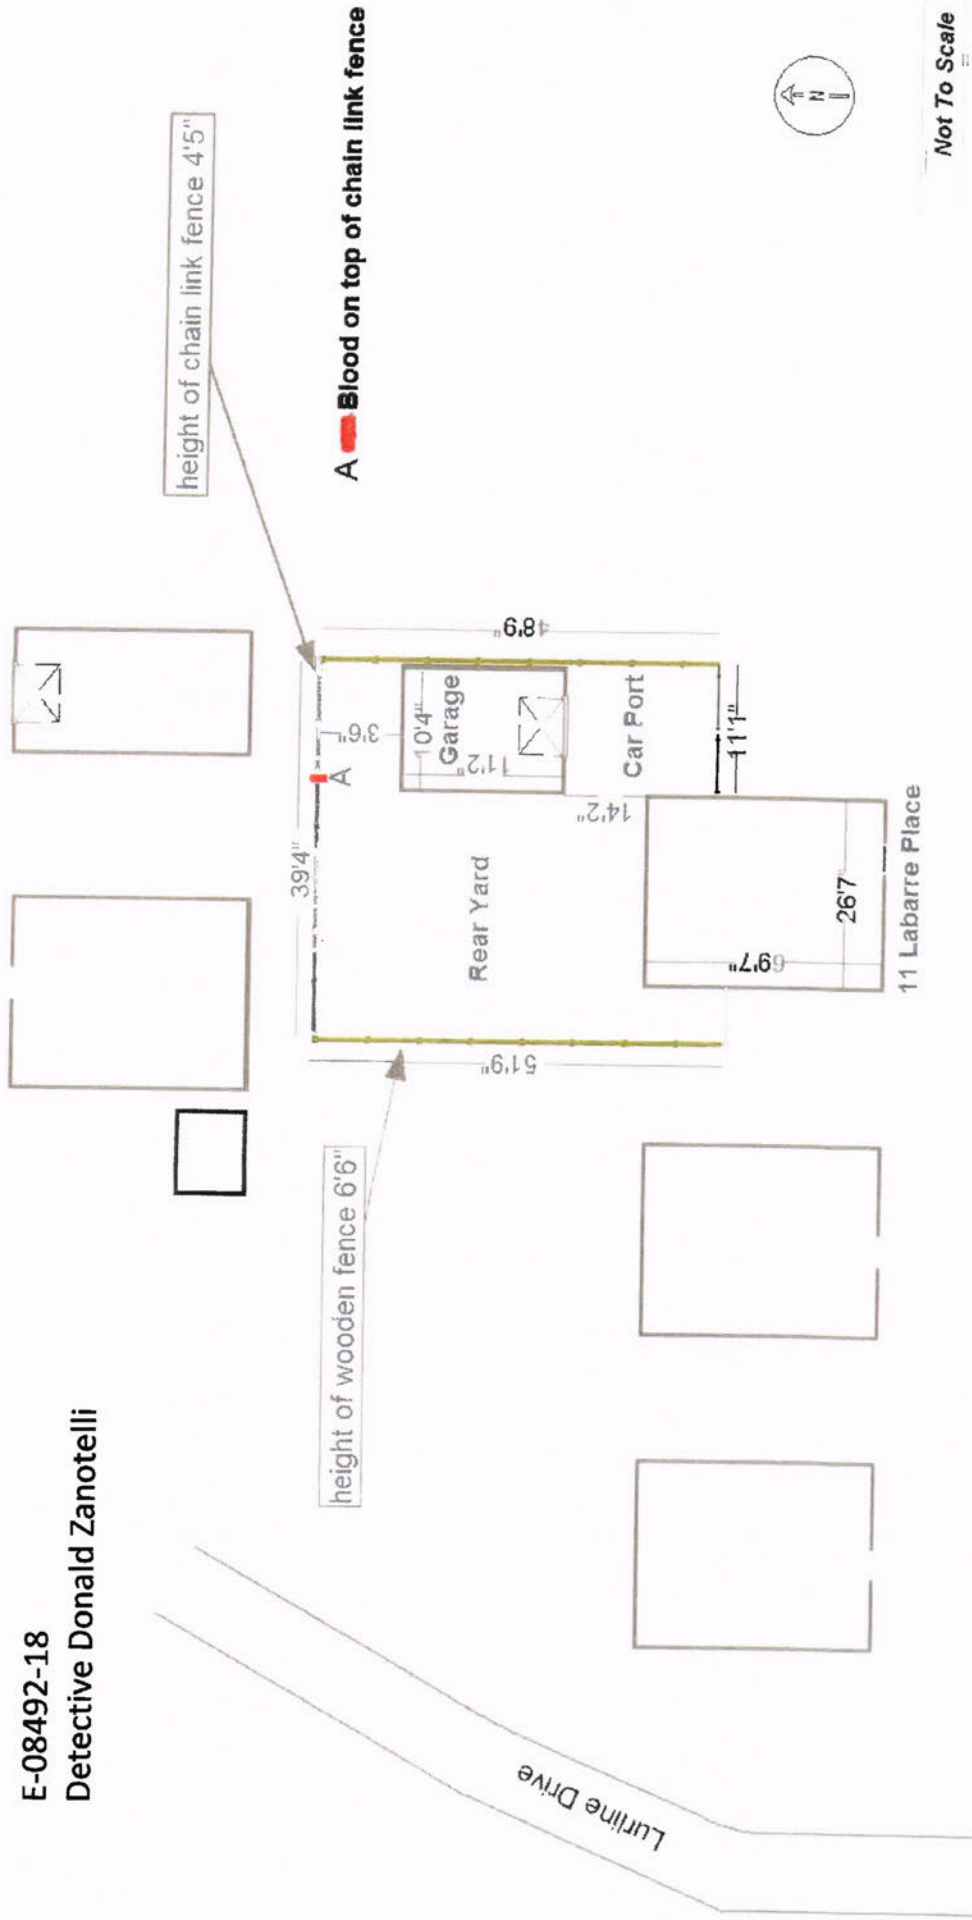 E-08492-18
Detective Donald Zanotelli
height of chain link fence 4'5"
A Blood on top of chain link fence
39'4"
A
3'6"
10'4"
Garage
11'2"
48'9"
height of wooden fence 6'6"
51'9"
Rear Yard
14'2"
Car Port
11'1"
69'7"
26'7"
11 Labarre Place
Lurline Drive
N
Not To Scale